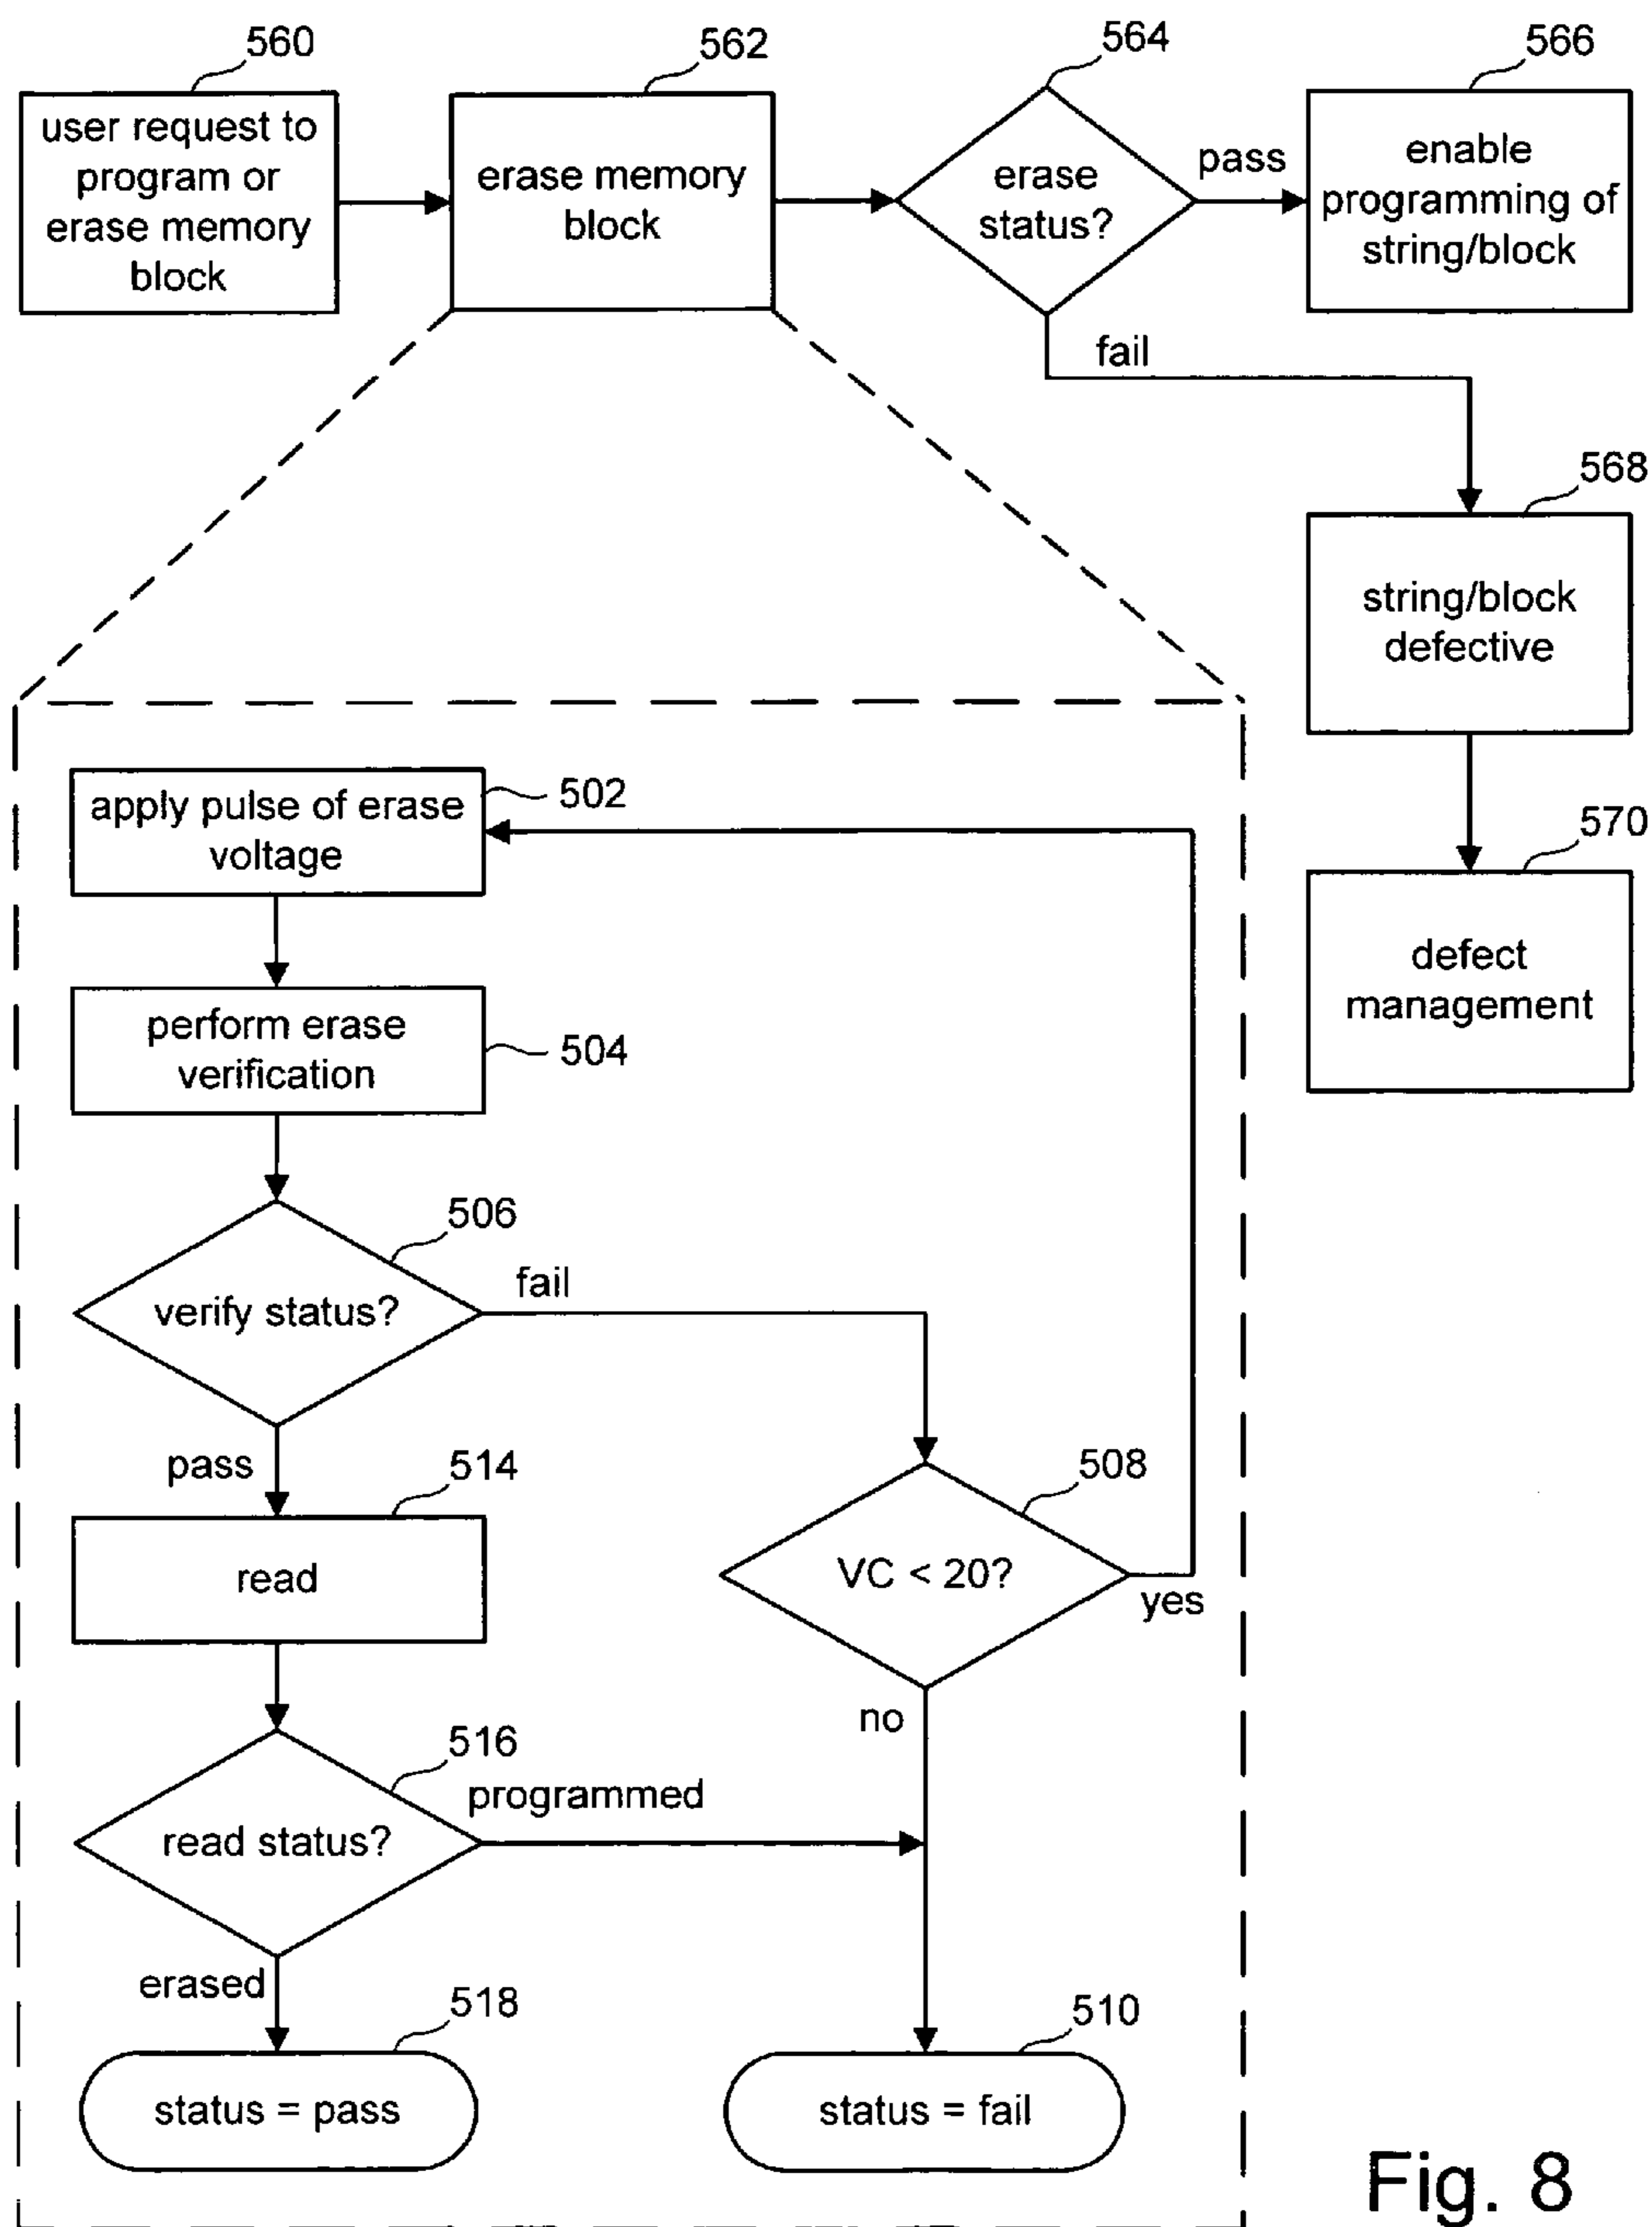 560
user request to
program or
erase memory
block
562
erase memory
block
564
erase
status?
pass
fail
566
enable
programming of
string/block
568
string/block
defective
570
defect
management
502
apply pulse of erase
voltage
perform erase
verification
504
506
verify status?
fail
pass
514
read
508
VC < 20?
yes
no
516
read status?
programmed
erased
518
status = pass
510
status = fail
Fig. 8